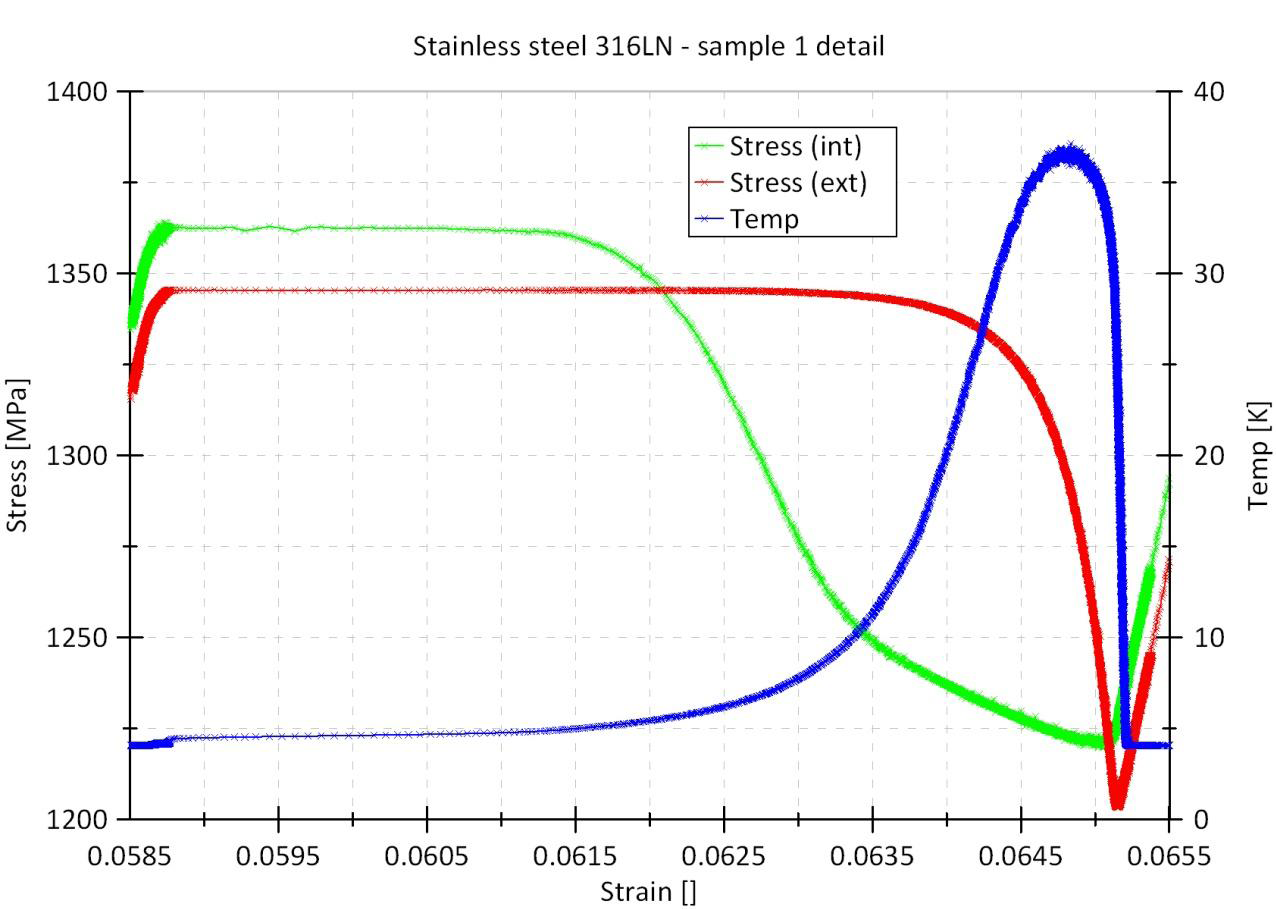 Stainless steel 316LN - sample 1 detail
1400
1350
1300
1250
1200
Stress [MPa]
Stress (int)
Stress (ext)
Temp
40
30
20
10
0
Temp [K]
0.0585 0.0595 0.0605 0.0615 0.0625 0.0635 0.0645 0.0655
Strain []